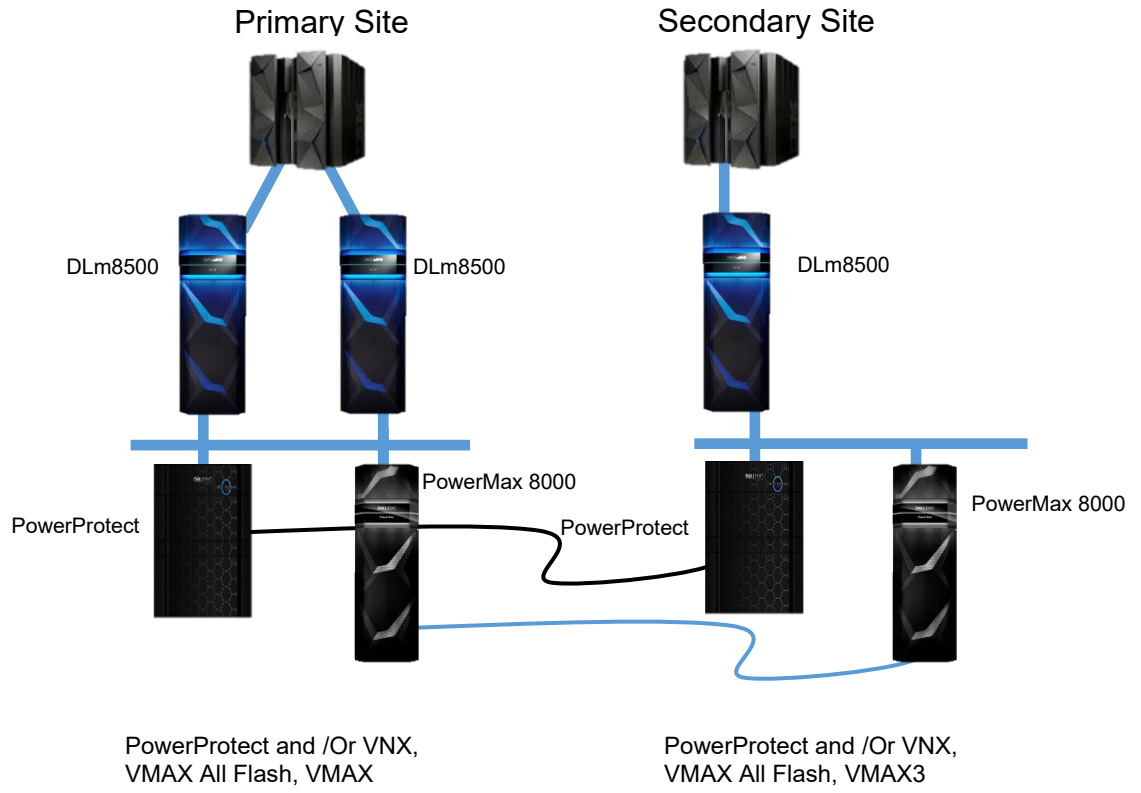 Primary Site
Secondary Site
DLm8500
DLm8500
DLm8500
PowerMax 8000
PowerProtect
PowerProtect
PowerMax 8000
PowerProtect and /Or VNX,
VMAX All Flash, VMAX
PowerProtect and /Or VNX,
VMAX All Flash, VMAX3